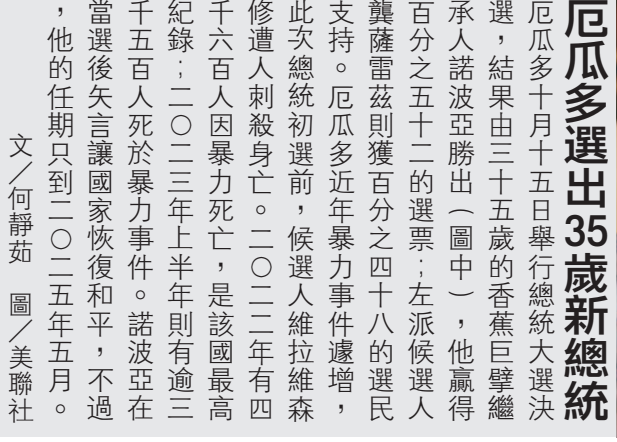 厄瓜多選出35歲新總統
厄瓜多十月十五日舉行總統大選決
選，結果由三十五歲的香蕉巨擘繼
承人諾波亞勝出（圖中），他贏得
百分之五十二的選票；左派候選人
龔薩雷茲則獲百分之四十八的選民
支持。厄瓜多近年暴力事件遽增，
此次總統初選前，候選人維拉維森
修遭人刺殺身亡。二○二二年有四
千六百人因暴力死亡，是該國最高
紀錄；二○二三年上半年則有逾三
千五百人死於暴力事件。諾波亞在
當選後矢言讓國家恢復和平，不過
，他的任期只到二○二五年五月。
文／何靜茹　圖／美聯社